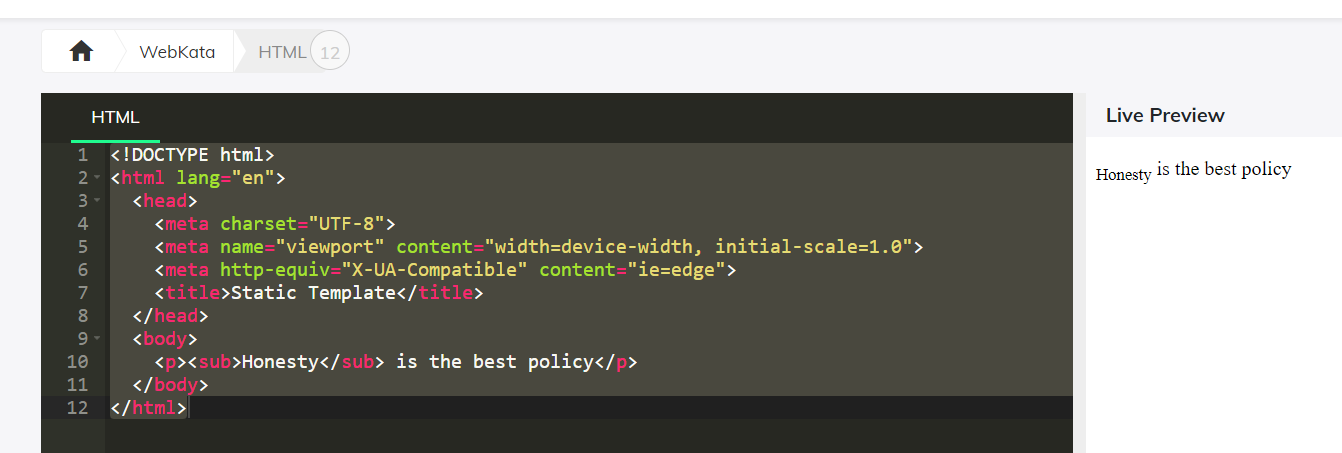 WebKata HTML 12
HTML
1 <!DOCTYPE html>
2 <html lang="en">
3 <head>
4 <meta charset="UTF-8">
5 <meta name="viewport" content="width=device-width, initial-scale=1.0">
6 <meta http-equiv="X-UA-Compatible" content="ie=edge">
7 <title>Static Template</title>
8 </head>
9 <body>
10 <p><sub>Honesty</sub> is the best policy</p>
11 </body>
12 </html>
Live Preview
Honesty is the best policy